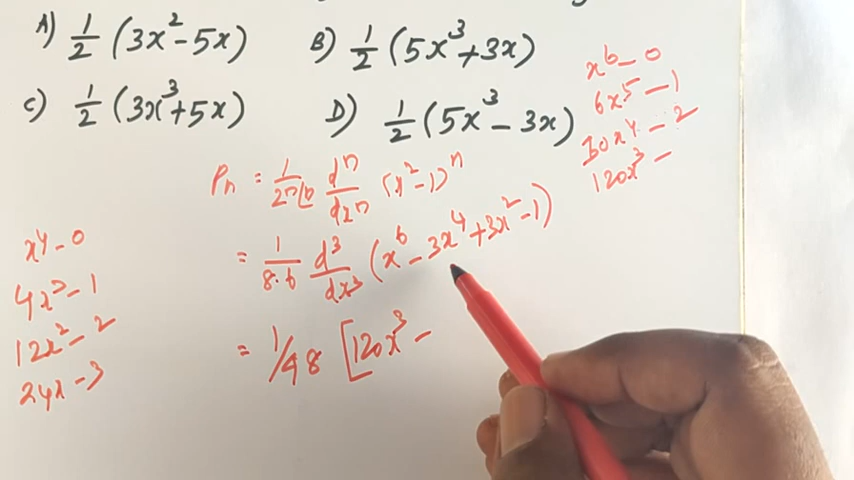 A) 1/2 (3x² - 5x) B) 1/2 (5x³ + 3x)
C) 1/2 (3x³ + 5x) D) 1/2 (5x³ - 3x)
x⁶ - 0
6x⁵ - 1
30x⁴ - 2
120x³ -
Pn = 1/2ⁿ⌊n dⁿ/dxⁿ (x² - 1)ⁿ
= 1/8·6 d³/dx³ (x⁶ - 3x⁴ + 3x² - 1)
= 1/48 [120x³ -
x⁴ - 0
4x³ - 1
12x² - 2
24x - 3